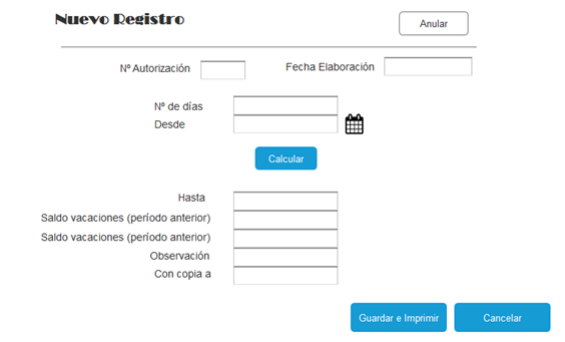 Nuevo Registro
Anular
Nº Autorización
Fecha Elaboración
Nº de días
Desde
Calcular
Hasta
Saldo vacaciones (período anterior)
Saldo vacaciones (período anterior)
Observación
Con copia a
Guardar e Imprimir
Cancelar